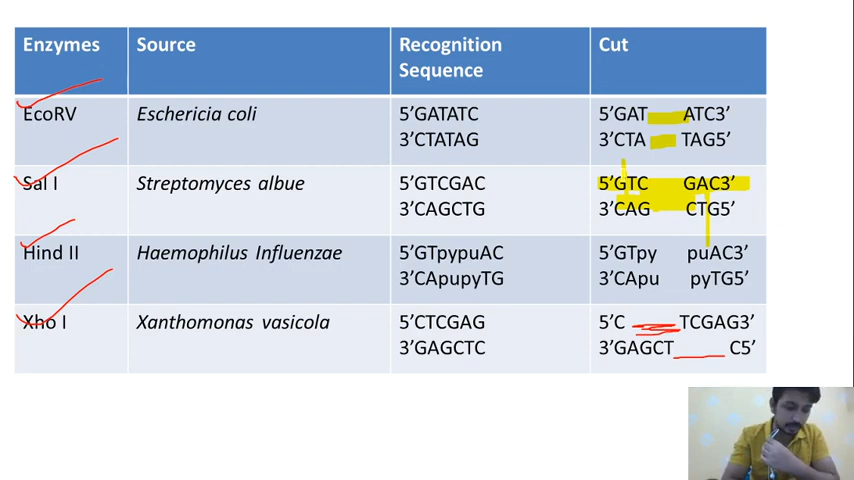 Enzymes Source Recognition Sequence Cut
EcoRV Eschericia coli 5’GATATC 5’GAT ATC3’
3’CTATAG 3’CTA TAG5’
Sal I Streptomyces albue 5’GTCGAC 5’GTC GAC3’
3’CAGCTG 3’CAG CTG5’
Hind II Haemophilus Influenzae 5’GTpypuAC 5’GTpy puAC3’
3’CApupyTG 3’CApu pyTG5’
Xho I Xanthomonas vasicola 5’CTCGAG 5’C TCGAG3’
3’GAGCTC 3’GAGCT C5’